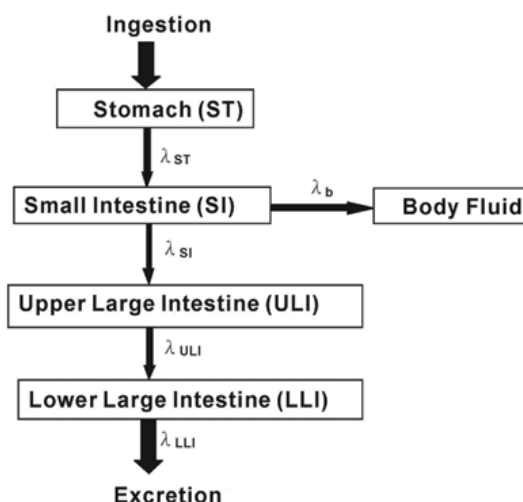 Ingestion
Stomach (ST)
λ ST
Small Intestine (SI)
λ b
Body Fluid
λ SI
Upper Large Intestine (ULI)
λ ULI
Lower Large Intestine (LLI)
λ LLI
Excretion